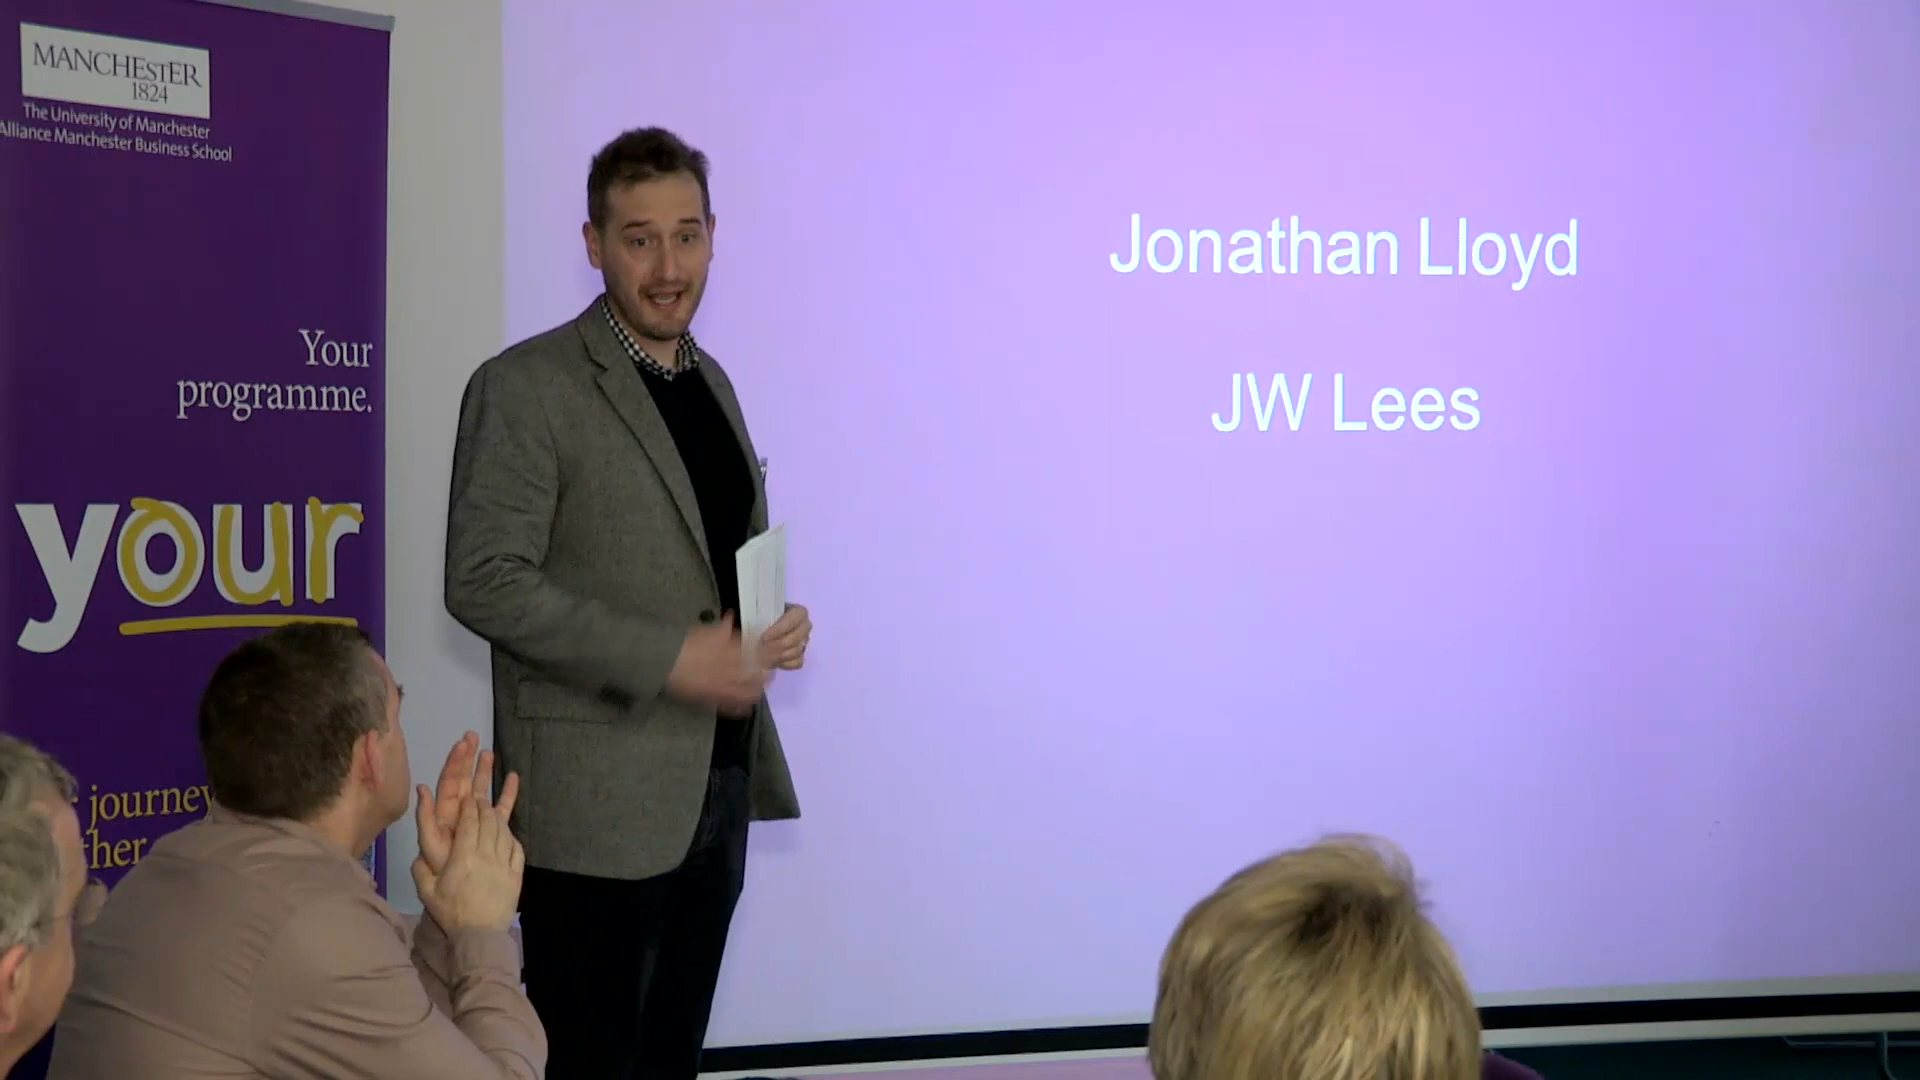 MANCHESTER
1824
The University of Manchester
Alliance Manchester Business School
Your
programme.
your
journey
Jonathan Lloyd
JW Lees